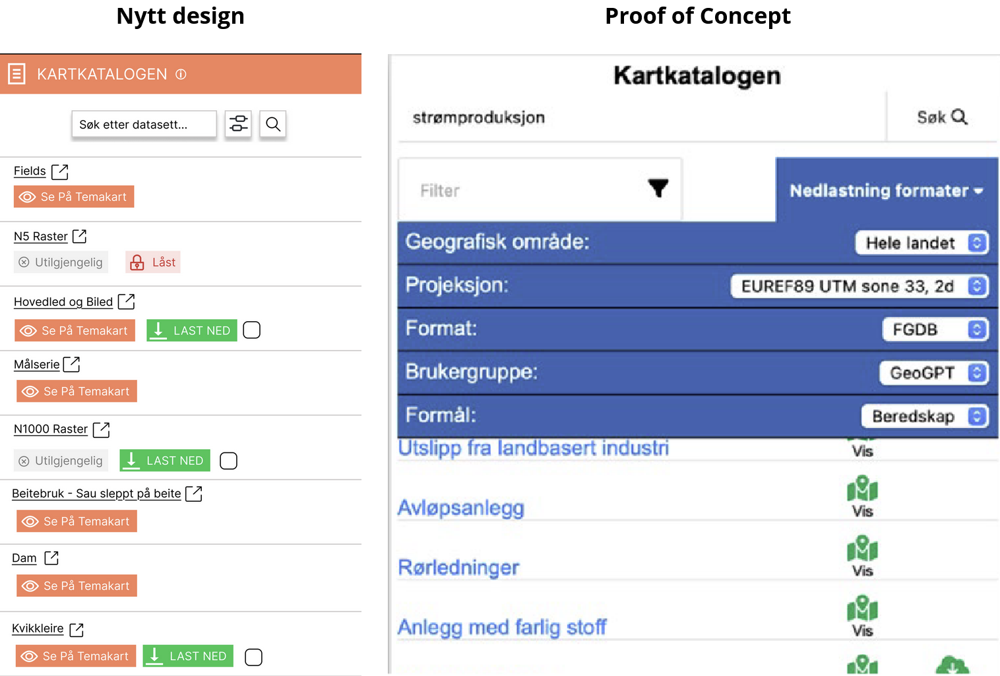 Nytt design
KARTKATALOGEN
Søk etter datasett...
Fields
Se På Temakart
N5 Raster
Utilgjengelig
Låst
Hovedled og Biled
Se På Temakart
LAST NED
Målserie
Se På Temakart
N1000 Raster
Utilgjengelig
LAST NED
Beitebruk - Sau sleppt på beite
Se På Temakart
Dam
Se På Temakart
Kvikkleire
Se På Temakart
LAST NED
Proof of Concept
Kartkatalogen
strømproduksjon
Søk
Filter
Nedlastning formater
Geografisk område:
Hele landet
Projeksjon:
EUREF89 UTM sone 33, 2d
Format:
FGDB
Brukergruppe:
GeoGPT
Formål:
Beredskap
Utslipp fra landbasert industri
Vis
Avløpsanlegg
Vis
Rørledninger
Vis
Anlegg med farlig stoff
Vis